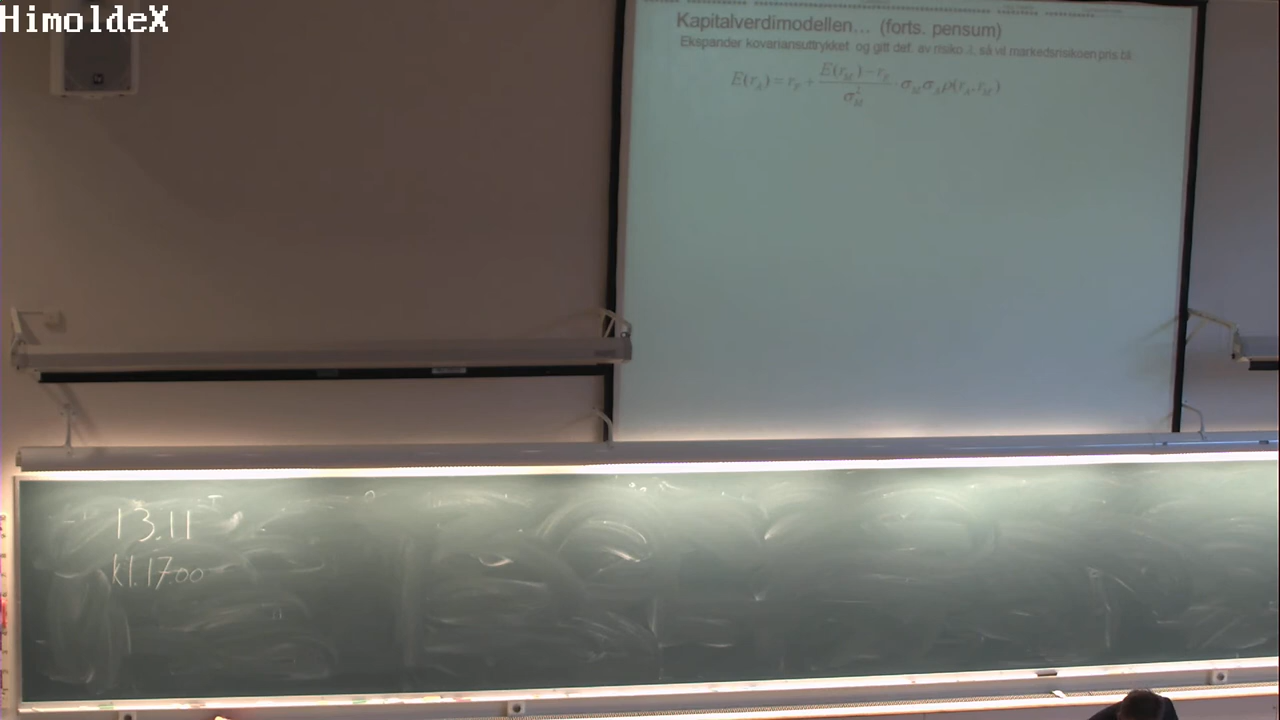 HimoldeX
Kapitalverdimodellen... (forts. pensum)
Ekspander kovariansuttrykket og gitt def. av risiko β, så vil markedsrisikoen pris bli:
E(r_A) = r_F + (E(r_M) − r_F) / σ_M² · σ_M σ_A ρ(r_A, r_M)
13.11
kl. 17.00